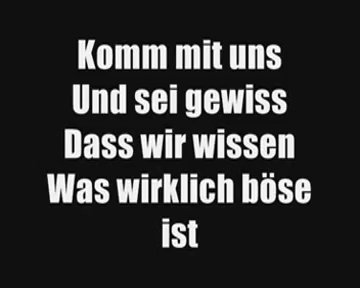 Komm mit uns
Und sei gewiss
Dass wir wissen
Was wirklich böse
ist